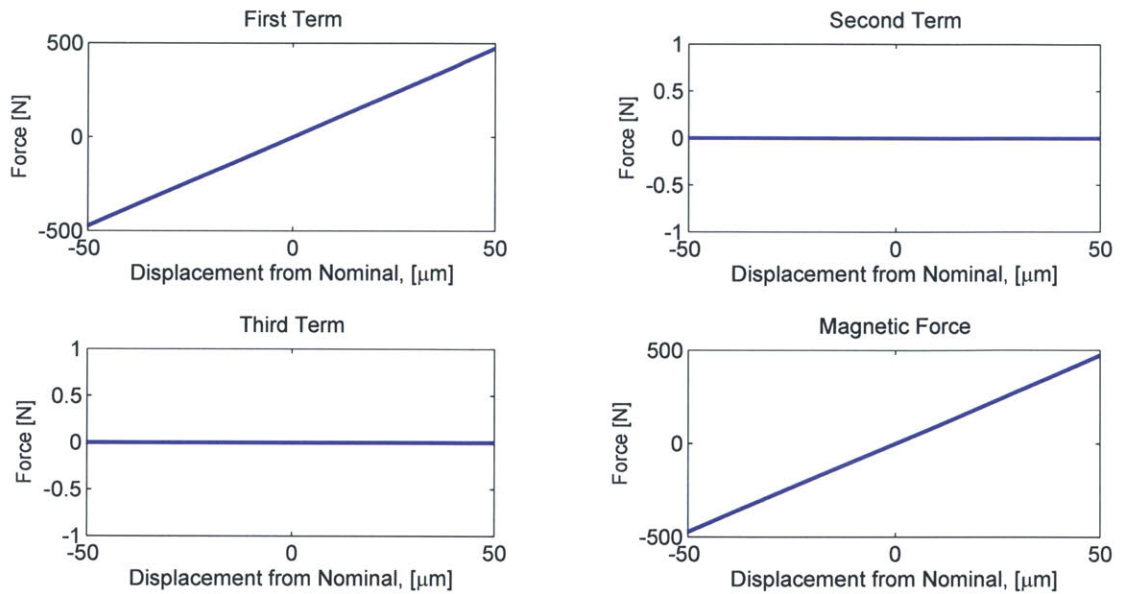 First Term
500
0
-500
-50
0
50
Force [N]
Displacement from Nominal, [μm]
Second Term
1
0.5
0
-0.5
-1
-50
0
50
Force [N]
Displacement from Nominal, [μm]
Third Term
1
0.5
0
-0.5
-1
-50
0
50
Force [N]
Displacement from Nominal, [μm]
Magnetic Force
500
0
-500
-50
0
50
Force [N]
Displacement from Nominal, [μm]